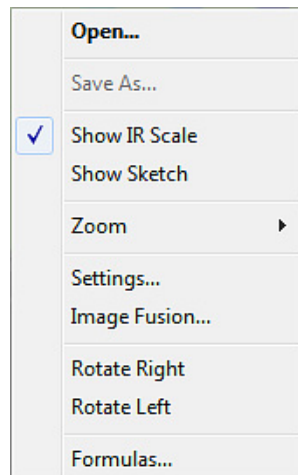 Open...
Save As...
Show IR Scale
Show Sketch
Zoom
Settings...
Image Fusion...
Rotate Right
Rotate Left
Formulas...